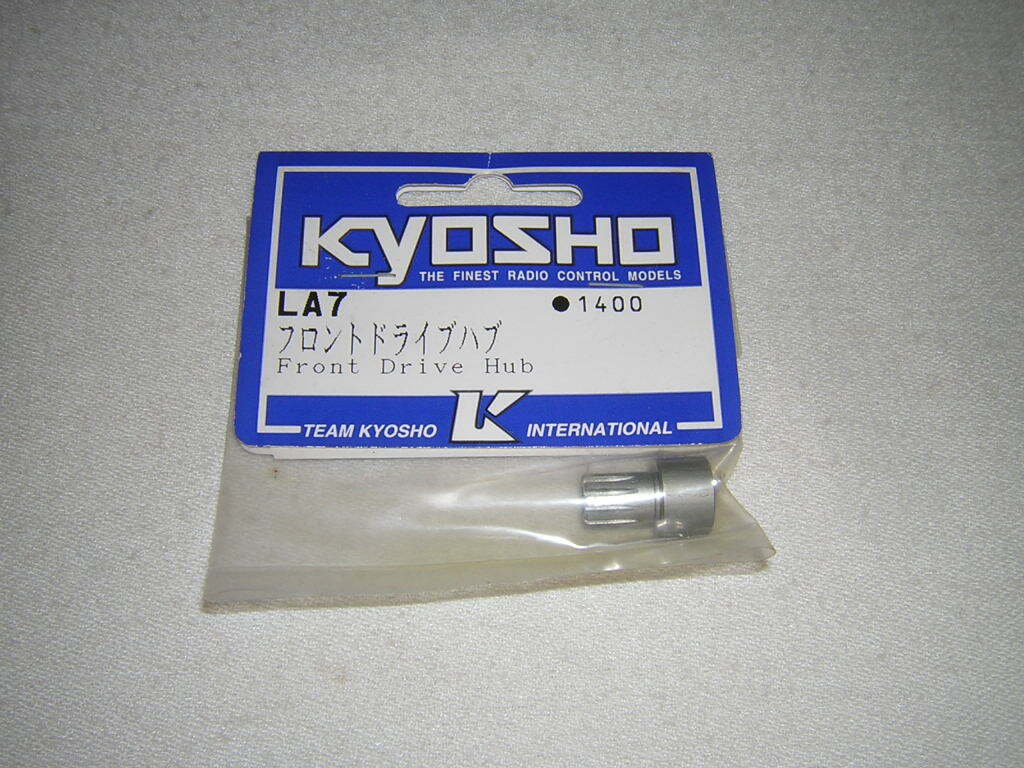 KYOSHO
THE FINEST RADIO CONTROL MODELS
LA7 ●1400
フロントドライブハブ
Front Drive Hub
TEAM KYOSHO K INTERNATIONAL